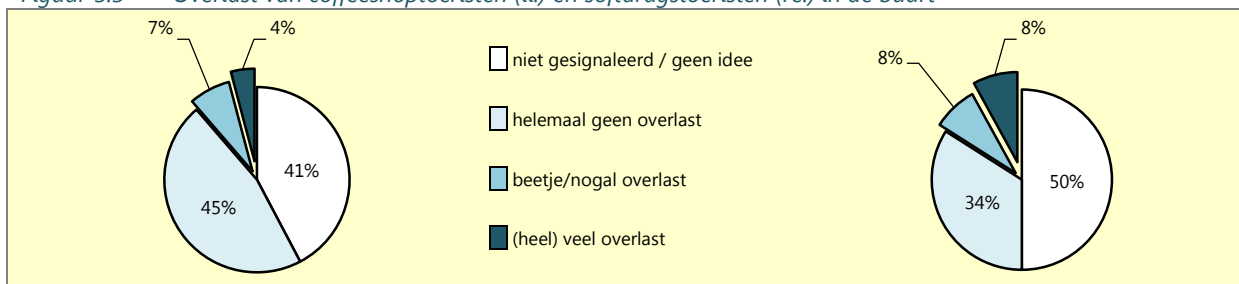 7%
4%
41%
45%
niet gesignaleerd / geen idee
helemaal geen overlast
beetje/nogal overlast
(heel) veel overlast
8%
8%
50%
34%